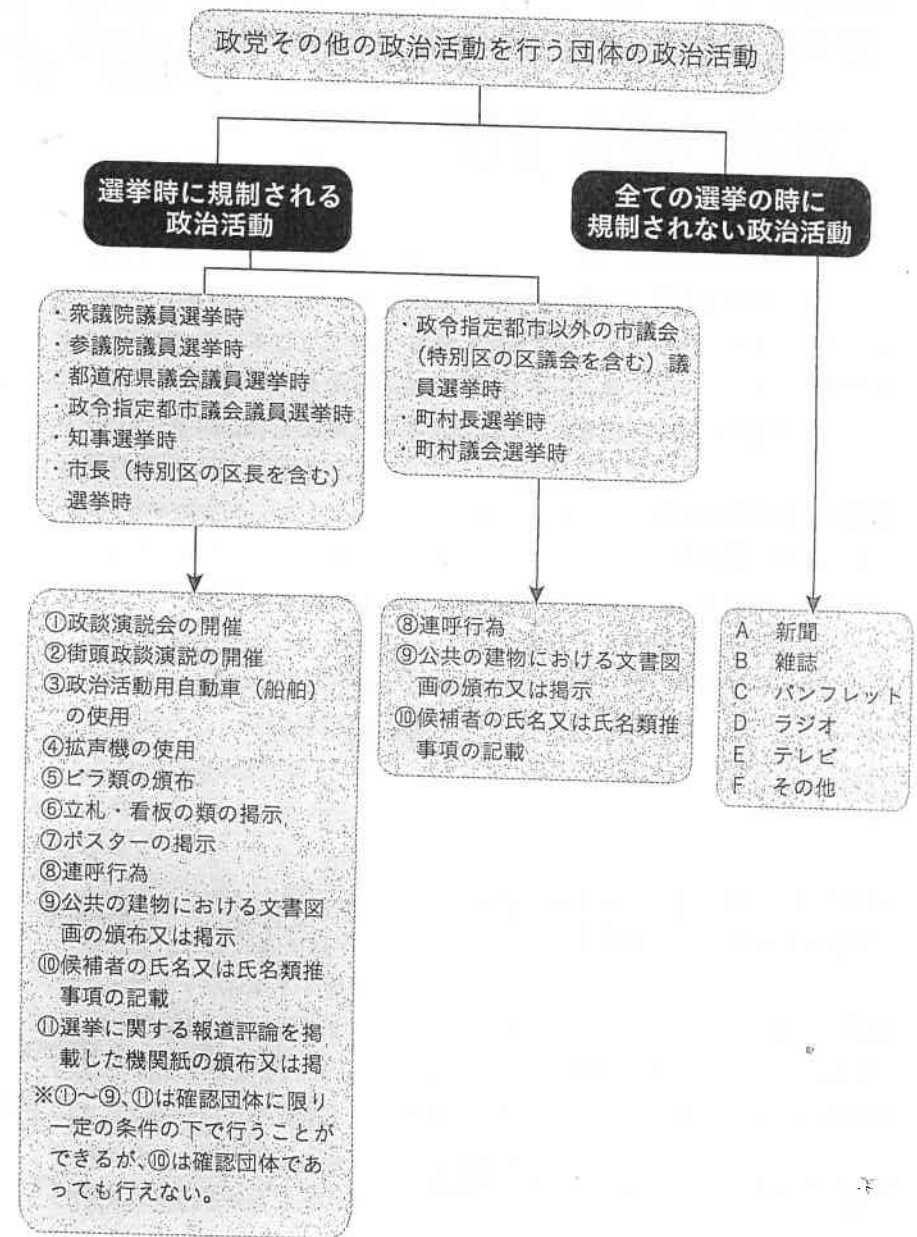 政党その他の政治活動を行う団体の政治活動
選挙時に規制される
政治活動
全ての選挙の時に
規制されない政治活動
・衆議院議員選挙時
・参議院議員選挙時
・都道府県議会議員選挙時
・政令指定都市議会議員選挙時
・知事選挙時
・市長（特別区の区長を含む）
選挙時
・政令指定都市以外の市議会
（特別区の区議会を含む）議
員選挙時
・町村長選挙時
・町村議会選挙時
①政談演説会の開催
②街頭政談演説の開催
③政治活動用自動車（船舶）
の使用
④拡声機の使用
⑤ビラ類の頒布
⑥立札・看板の類の掲示
⑦ポスターの掲示
⑧連呼行為
⑨公共の建物における文書図
画の頒布又は掲示
⑩候補者の氏名又は氏名類推
事項の記載
⑪選挙に関する報道評論を掲
載した機関紙の頒布又は掲
※①～⑨、⑪は確認団体に限り
一定の条件の下で行うことが
できるが、⑩は確認団体であ
っても行えない。
⑧連呼行為
⑨公共の建物における文書図
画の頒布又は掲示
⑩候補者の氏名又は氏名類推
事項の記載
A 新聞
B 雑誌
C パンフレット
D ラジオ
E テレビ
F その他